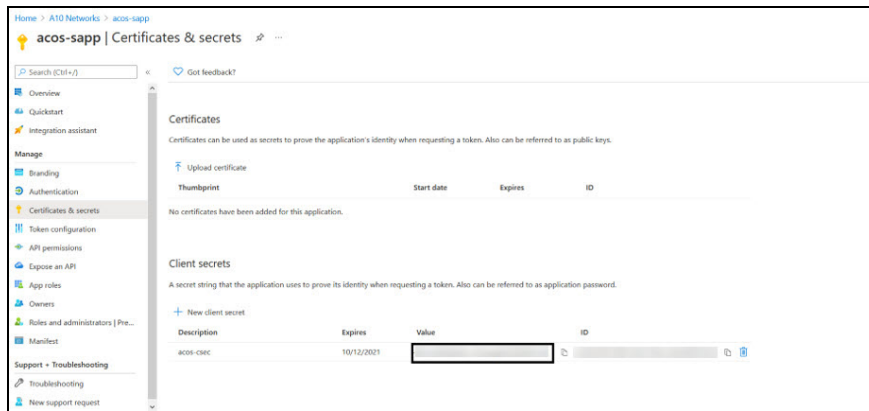 Home > A10 Networks > acos-sapp
acos-sapp | Certificates & secrets
Search (Ctrl+/)
«
Got feedback?
Overview
Quickstart
Integration assistant
Manage
Branding
Authentication
Certificates & secrets
Token configuration
API permissions
Expose an API
App roles
Owners
Roles and administrators | Pre...
Manifest
Support + Troubleshooting
Troubleshooting
New support request
Certificates
Certificates can be used as secrets to prove the application's identity when requesting a token. Also can be referred to as public keys.
Upload certificate
Thumbprint Start date Expires ID
No certificates have been added for this application.
Client secrets
A secret string that the application uses to prove its identity when requesting a token. Also can be referred to as application password.
New client secret
Description Expires Value ID
acos-csec 10/12/2021